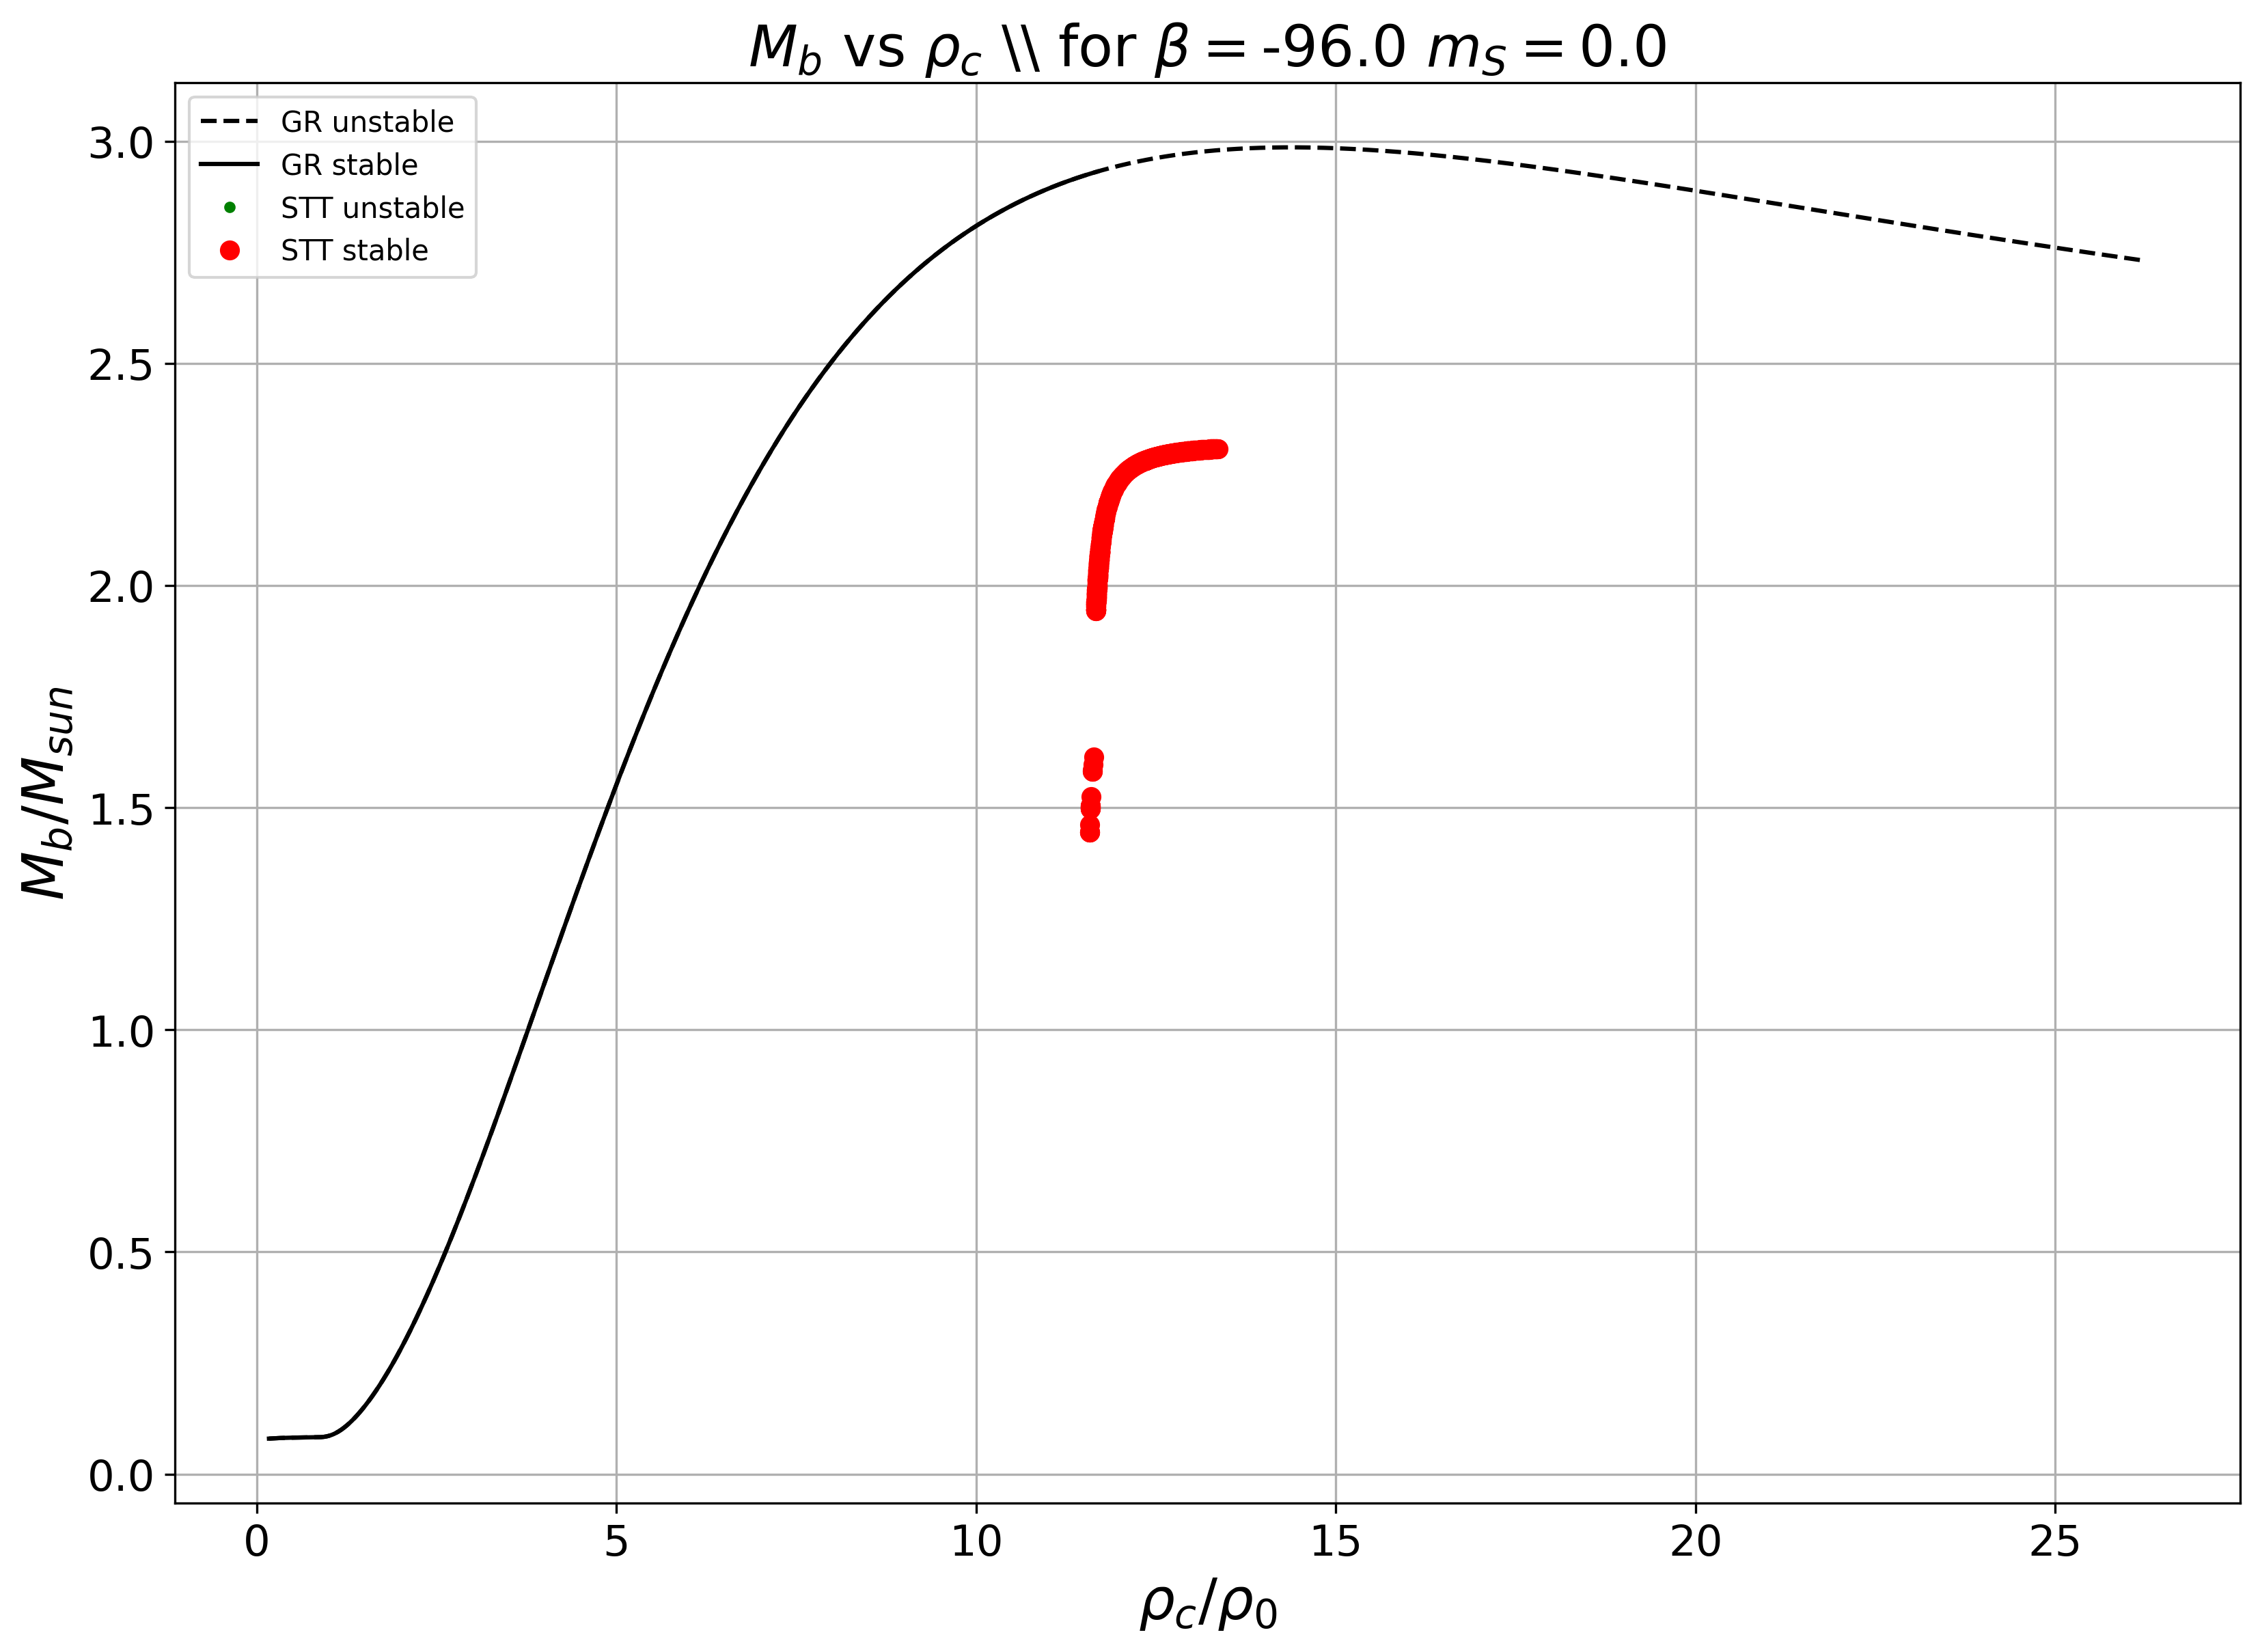 M_b vs ρ_c \\ for β = -96.0 m_S = 0.0
GR unstable
GR stable
STT unstable
STT stable
M_b/M_sun
3.0
2.5
2.0
1.5
1.0
0.5
0.0
0 5 10 15 20 25
ρ_c/ρ_0